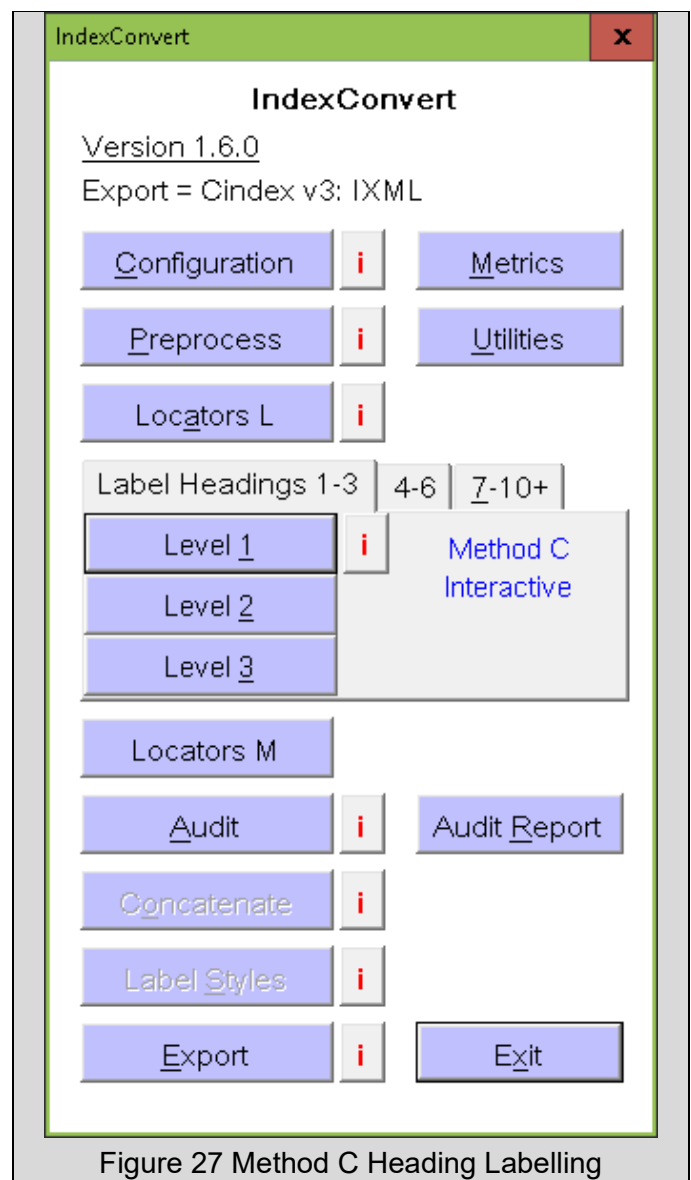 IndexConvert x
IndexConvert
Version 1.6.0
Export = Cindex v3: IXML
Configuration i Metrics
Preprocess i Utilities
Locators L i
Label Headings 1-3 4-6 7-10+
Level 1 i Method C
Level 2 Interactive
Level 3
Locators M
Audit i Audit Report
Concatenate i
Label Styles i
Export i Exit
Figure 27 Method C Heading Labelling